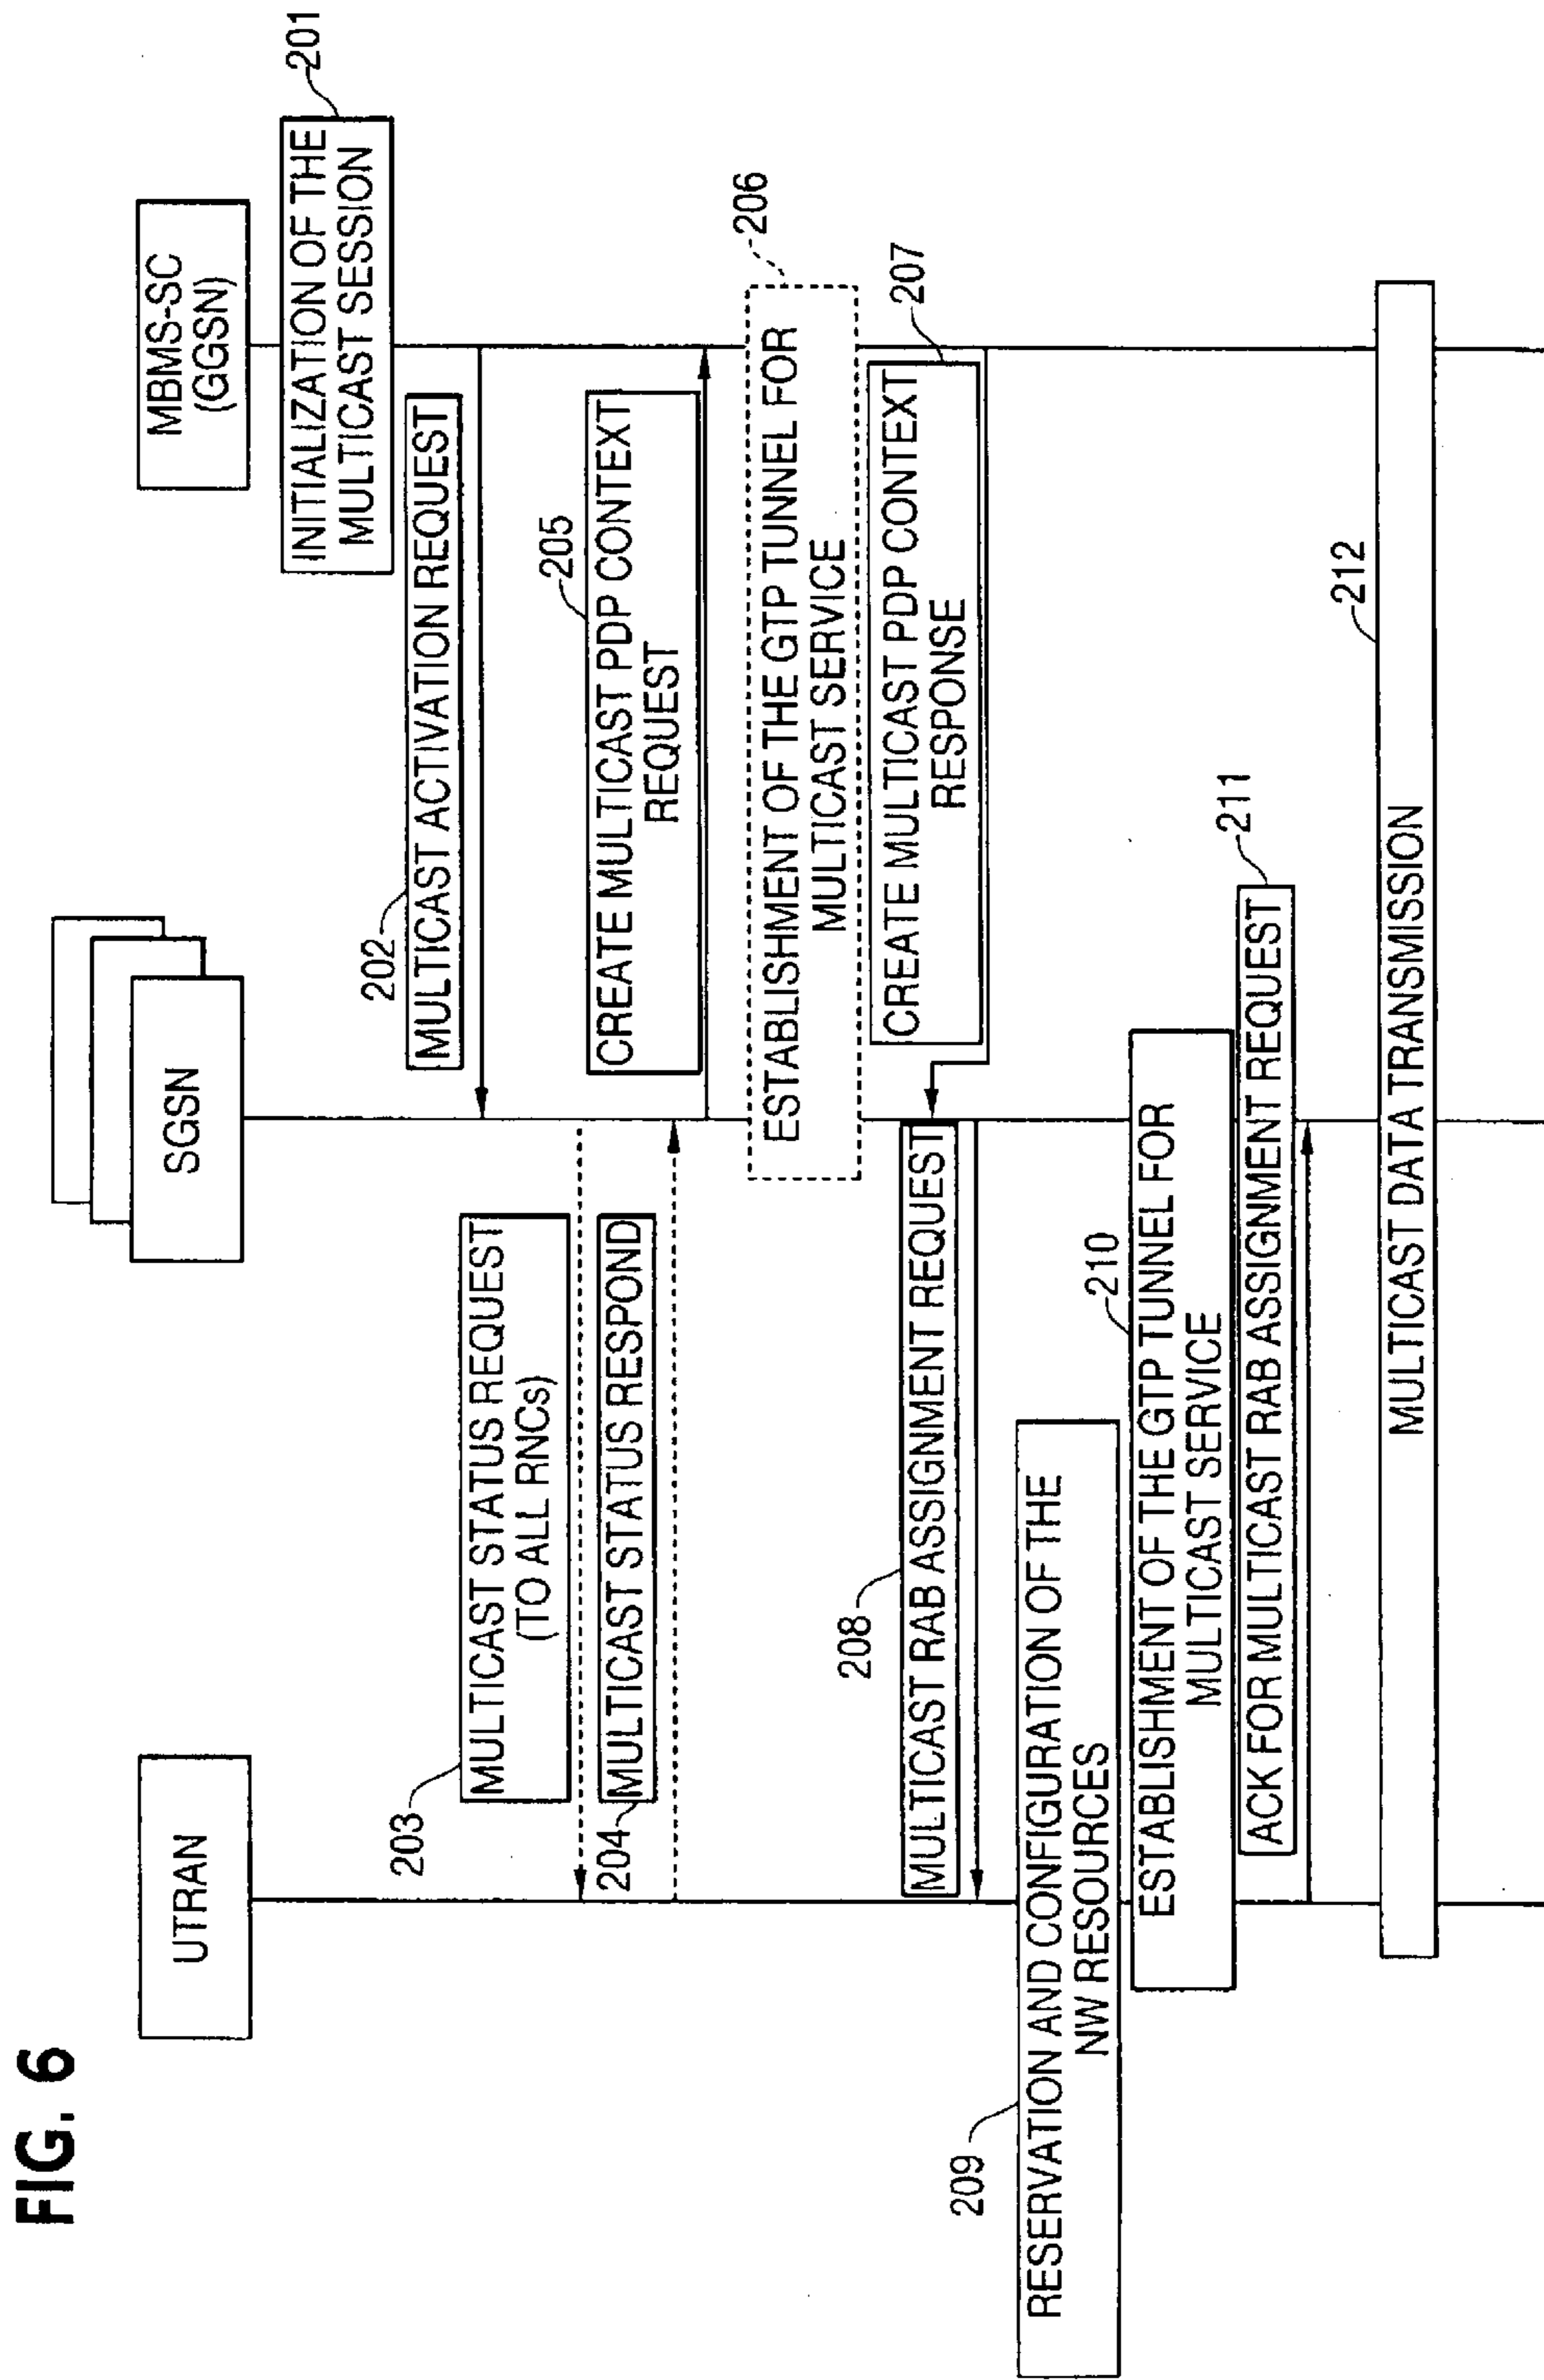 FIG. 6
UTRAN
SGSN
MBMS-SC
(GGSN)
INITIALIZATION OF THE
MULTICAST SESSION
201
202
MULTICAST ACTIVATION REQUEST
203
MULTICAST STATUS REQUEST
(TO ALL RNCs)
204
MULTICAST STATUS RESPOND
205
CREATE MULTICAST PDP CONTEXT
REQUEST
206
ESTABLISHMENT OF THE GTP TUNNEL FOR
MULTICAST SERVICE
207
CREATE MULTICAST PDP CONTEXT
RESPONSE
208
MULTICAST RAB ASSIGNMENT REQUEST
209
RESERVATION AND CONFIGURATION OF THE
NW RESOURCES
210
ESTABLISHMENT OF THE GTP TUNNEL FOR
MULTICAST SERVICE
211
ACK FOR MULTICAST RAB ASSIGNMENT REQUEST
212
MULTICAST DATA TRANSMISSION